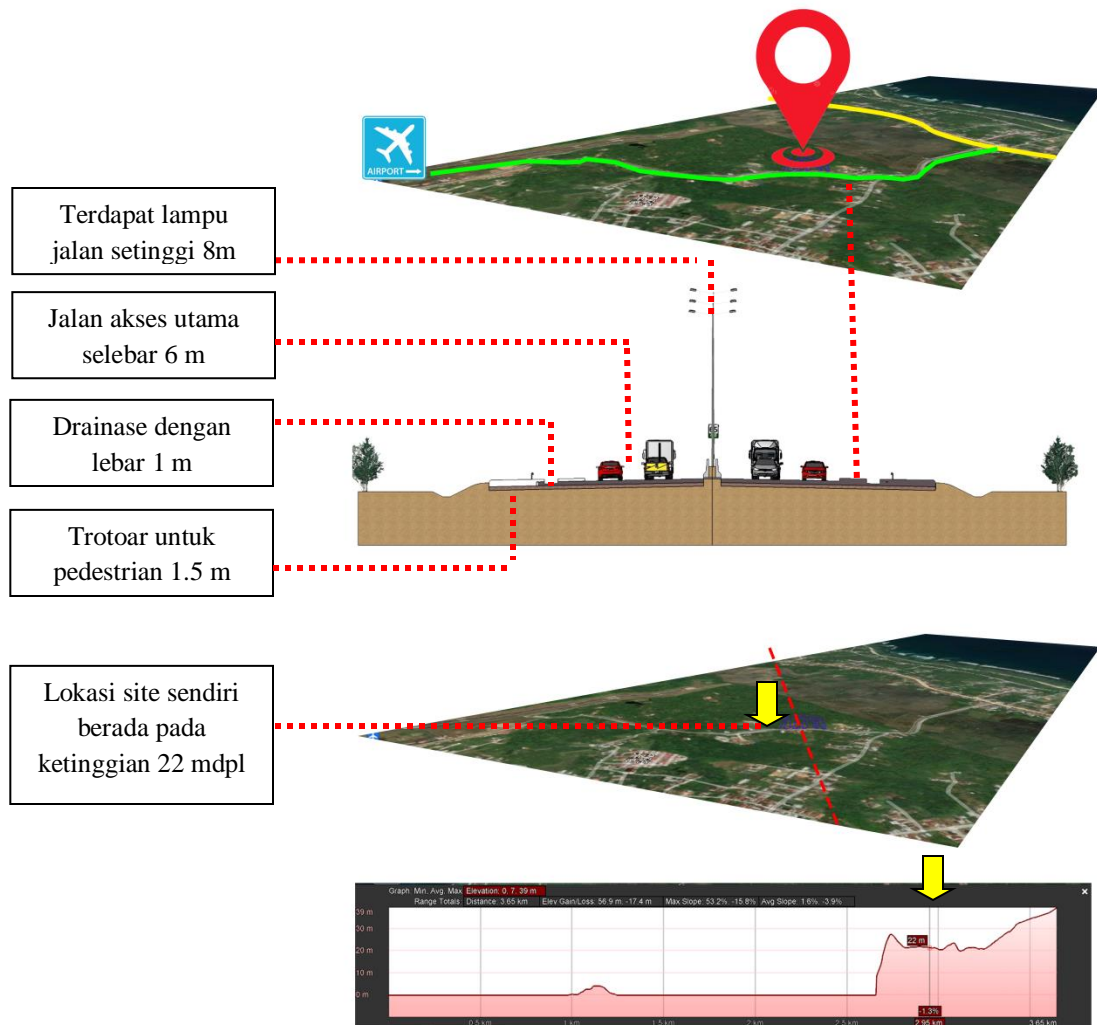 AIRPORT
Terdapat lampu
jalan setinggi 8m
Jalan akses utama
selebar 6 m
Drainase dengan
lebar 1 m
Trotoar untuk
pedestrian 1.5 m
Lokasi site sendiri
berada pada
ketinggian 22 mdpl
Graph: Min, Avg, Max Elevation: 0, 7, 39 m
Range Totals: Distance: 3.65 km Elev Gain/Loss: 56.9 m, -17.4 m Max Slope: 53.2%, -15.8% Avg Slope: 1.6%, -3.9%
39 m
30 m
20 m
10 m
0 m
22 m
-1.3%
0.5 km 1 km 1.5 km 2 km 2.5 km 2.95 km 3.65 km